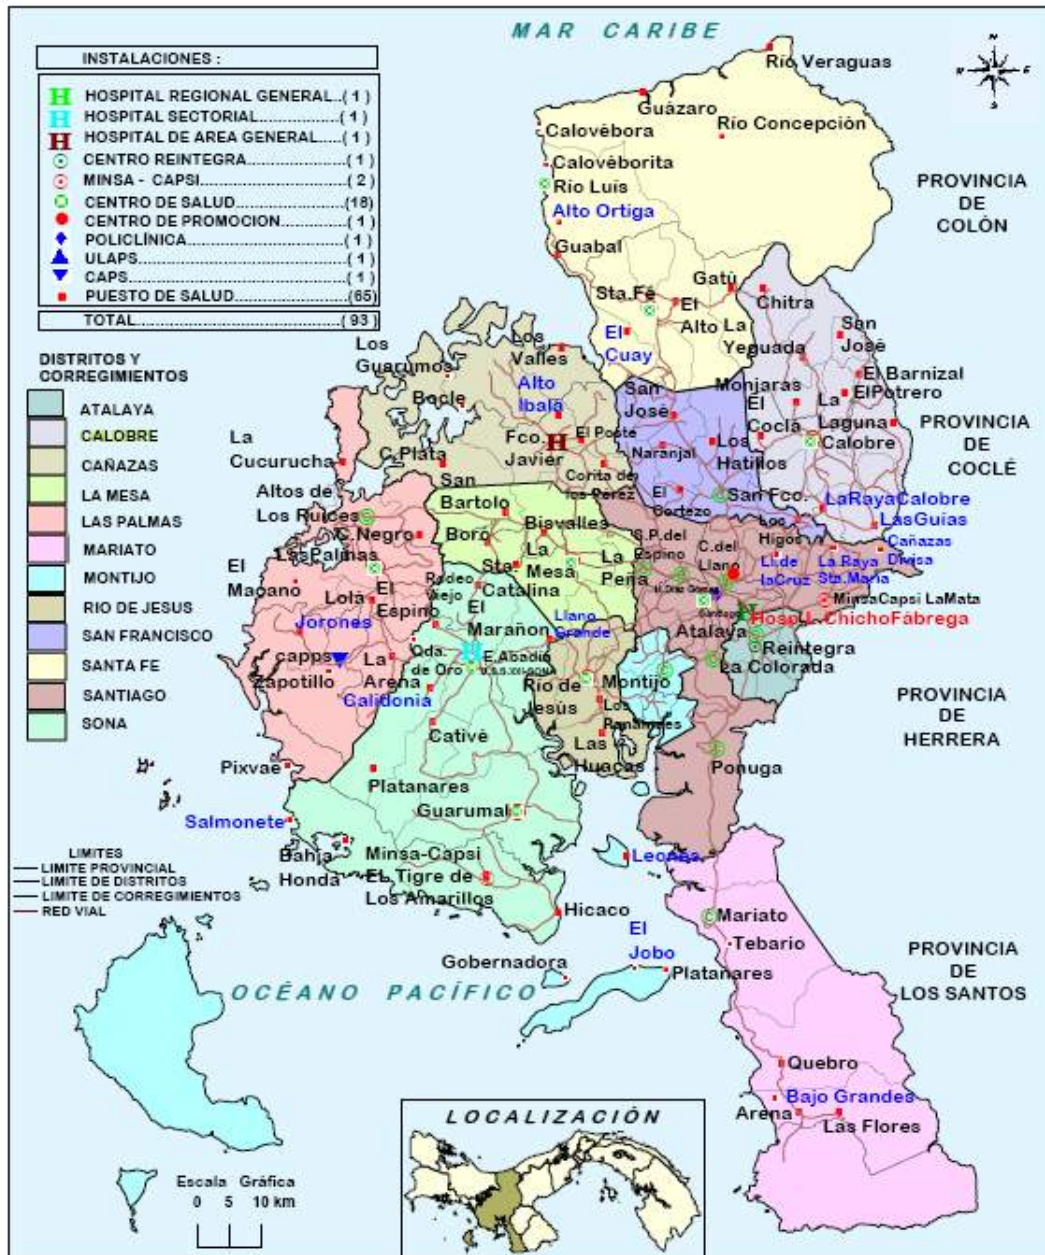 MAR CARIBE
INSTALACIONES :
HOSPITAL REGIONAL GENERAL..( 1 )
HOSPITAL SECTORIAL.................( 1 )
HOSPITAL DE AREA GENERAL......( 1 )
CENTRO REINTEGRA...................( 1 )
MINSA - CAPSI...........................( 2 )
CENTRO DE SALUD.....................(18)
CENTRO DE PROMOCION............( 1 )
POLICLÍNICA.............................( 1 )
ULAPS.....................................( 1 )
CAPS.......................................( 1 )
PUESTO DE SALUD....................(65)
TOTAL.....................................( 93)
DISTRITOS Y
CORREGIMIENTOS
ATALAYA
CALOBRE
CAÑAZAS
LA MESA
LAS PALMAS
MARIATO
MONTIJO
RIO DE JESUS
SAN FRANCISCO
SANTA FE
SANTIAGO
SONA
Río Veraguas
Guázaro
Calovébora
Río Concepción
Calovéborita
Río Luís
Alto Ortiga
Guabal
PROVINCIA
DE
COLÓN
Gatú
Chitra
Sta.Fé
El
Alto
El
Cuay
La
Yeguada
San
José
El Barnizal
El Potrero
Monjaras
El
Coclá
La
Laguna
Calobre
PROVINCIA
DE
COCLÉ
Los
Guarumos
Los
Valles
Alto
Ibala
Bocle
Fco.
Javier
El Poste
San
José
Naranjal
Los
Hatillos
La
Cucurucha
C.Plata
San
Bartolo
Corita de
los Perez
El
Cortezo
San Fco.
LaRayaCalobre
LasGuías
Altos de
Los Ruices
C.Negro
Boró
Bisvalles
Los
Higos
S.P.del
Espino
C.del
Llano
Cañazas
Divisa
Las Palmas
El
Macano
Lolá
El
Espino
Rodeo
Viejo
Sta
Catalina
La
Mesa
La
Peña
Ll.de
laCruz
La Raya
Sta.Maria
MinsaCapsi LaMata
Hosp.L.ChichoFábrega
Jorones
capps
Zapotillo
La
Arena
Qda.
de Oro
El
Marañon
E.Abadia
Llano
Grande
Atalaya
Reintegra
La Colorada
Calidonia
Cativé
Río de
Jesús
Montijo
Los
Las
Huacas
Ponuga
PROVINCIA
DE
HERRERA
Pixvae
Platanares
Guarumal
Salmonete
Bahia
Honda
Minsa-Capsi
EL Tigre de
Los Amarillos
Hicaco
Leones
LIMITES
LIMITE PROVINCIAL
LIMITE DE DISTRITOS
LIMITE DE CORREGIMIENTOS
RED VIAL
Mariato
Tebario
El
Jobo
Gobernadora
Platanares
OCÉANO PACÍFICO
PROVINCIA
DE
LOS SANTOS
Quebro
Bajo Grandes
Arena
Las Flores
LOCALIZACIÓN
Escala Gráfica
0 5 10 km